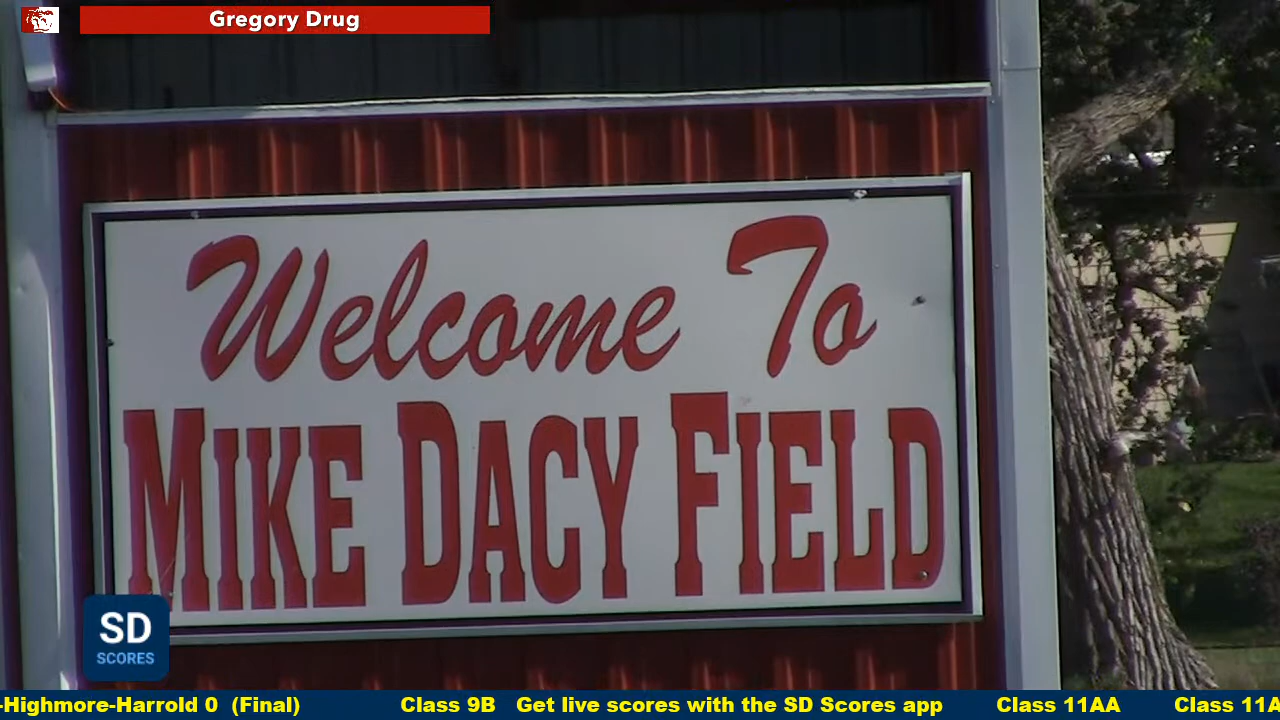 Gregory Drug
Welcome To
MIKE DACY FIELD
SD
SCORES
-Highmore-Harrold 0 (Final) Class 9B Get live scores with the SD Scores app Class 11AA Class 11A